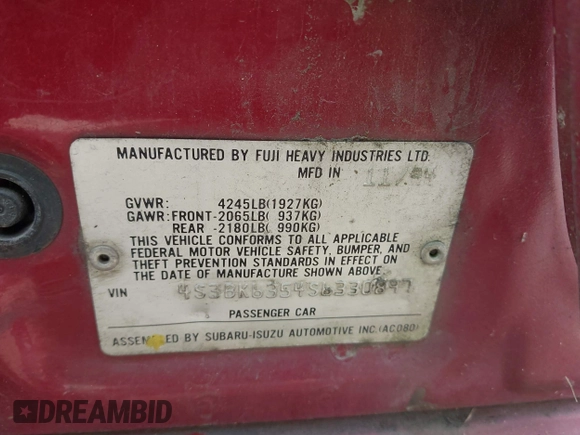 MANUFACTURED BY FUJI HEAVY INDUSTRIES LTD.
MFD IN 11/94
GVWR: 4245LB(1927KG)
GAWR:FRONT-2065LB( 937KG)
REAR -2180LB( 990KG)
THIS VEHICLE CONFORMS TO ALL APPLICABLE
FEDERAL MOTOR VEHICLE SAFETY, BUMPER, AND
THEFT PREVENTION STANDARDS IN EFFECT ON
THE DATE OF MANUFACTURE SHOWN ABOVE.
VIN
PASSENGER CAR
ASSEMBLED BY SUBARU-ISUZU AUTOMOTIVE INC.(AC080)
DREAMBID